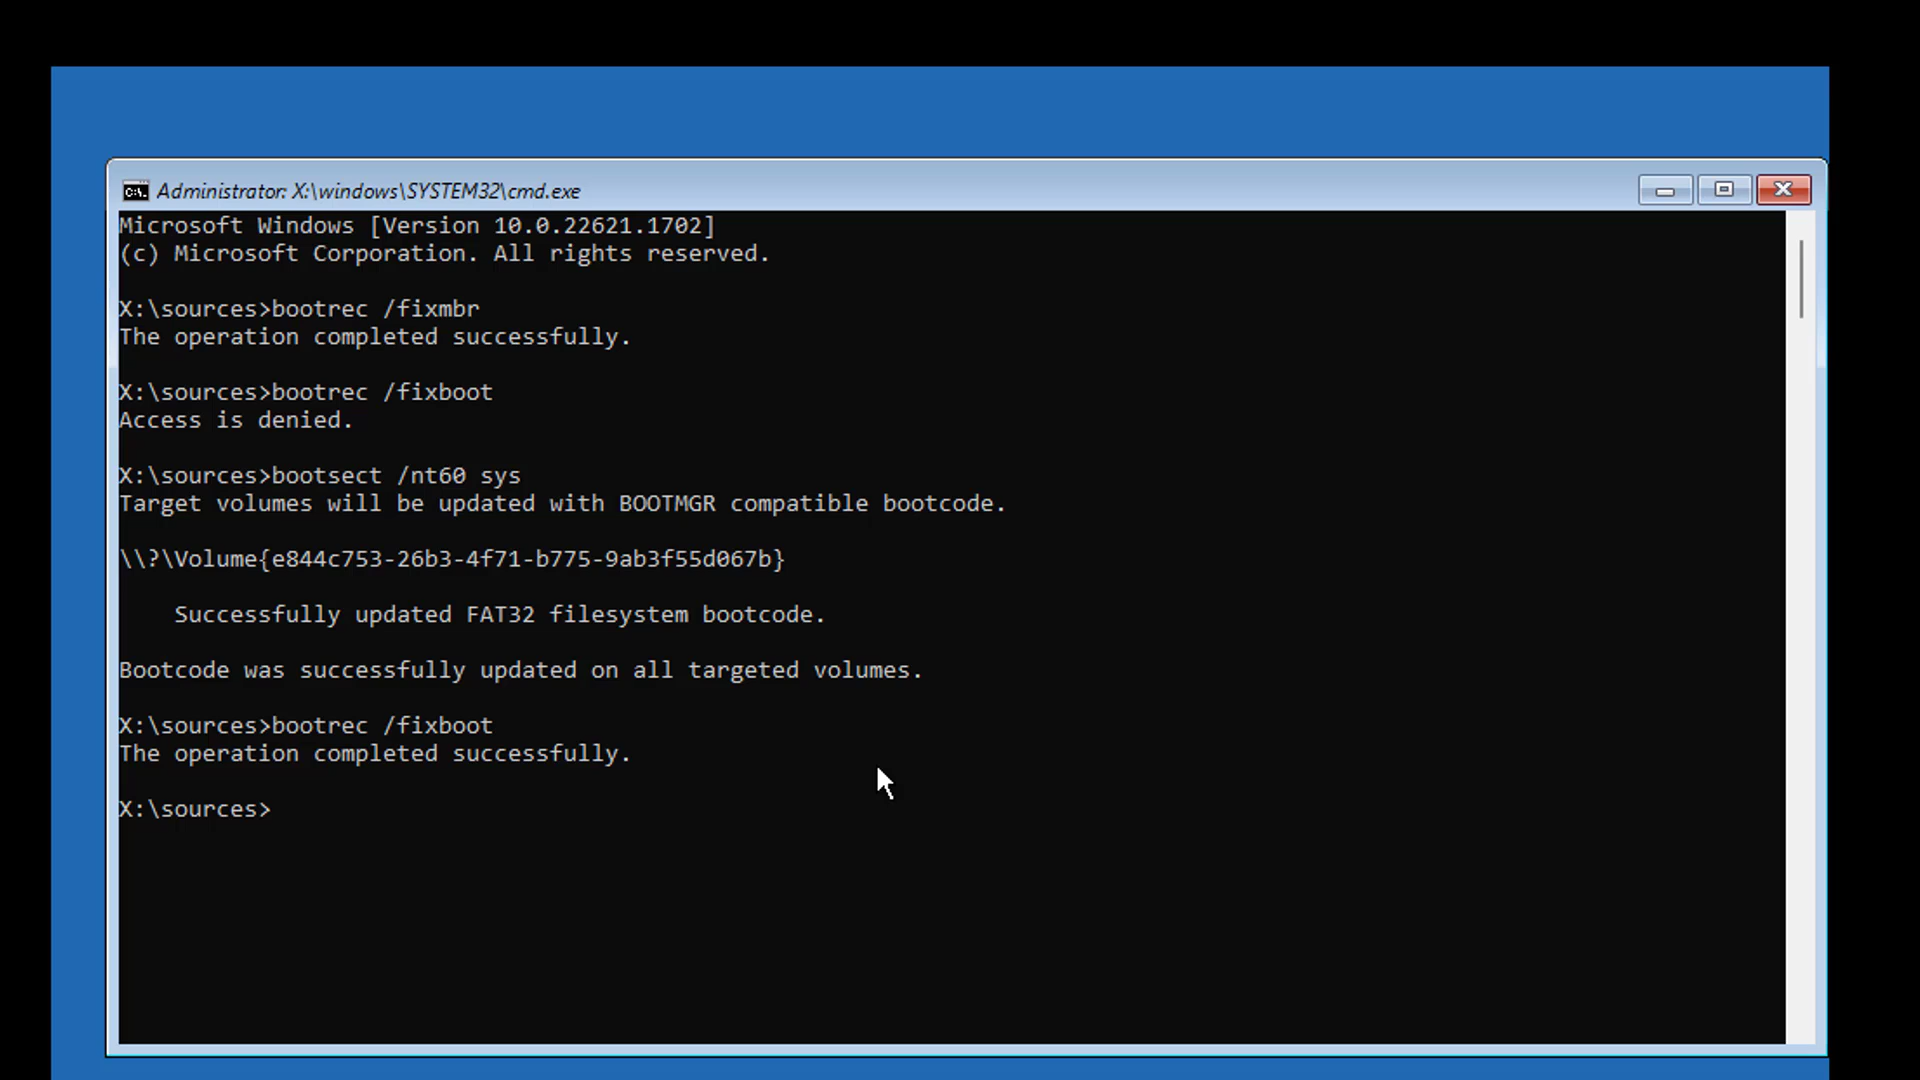 Administrator: X:\windows\SYSTEM32\cmd.exe
Microsoft Windows [Version 10.0.22621.1702]
(c) Microsoft Corporation. All rights reserved.
X:\sources>bootrec /fixmbr
The operation completed successfully.
X:\sources>bootrec /fixboot
Access is denied.
X:\sources>bootsect /nt60 sys
Target volumes will be updated with BOOTMGR compatible bootcode.
\\?\Volume{e844c753-26b3-4f71-b775-9ab3f55d067b}
Successfully updated FAT32 filesystem bootcode.
Bootcode was successfully updated on all targeted volumes.
X:\sources>bootrec /fixboot
The operation completed successfully.
X:\sources>